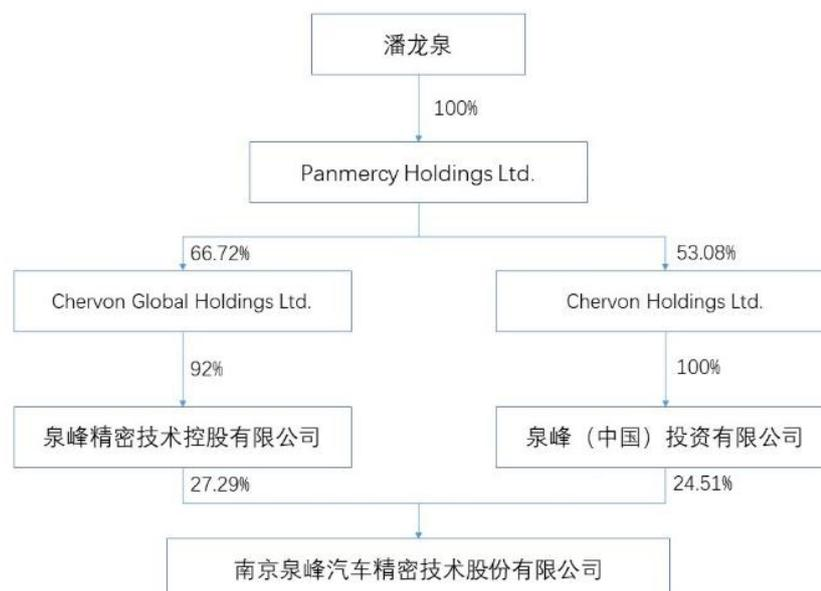 潘龙泉
100%
Panmercy Holdings Ltd.
66.72%
53.08%
Chervon Global Holdings Ltd.
Chervon Holdings Ltd.
92%
100%
泉峰精密技术控股有限公司
泉峰（中国）投资有限公司
27.29%
24.51%
南京泉峰汽车精密技术股份有限公司